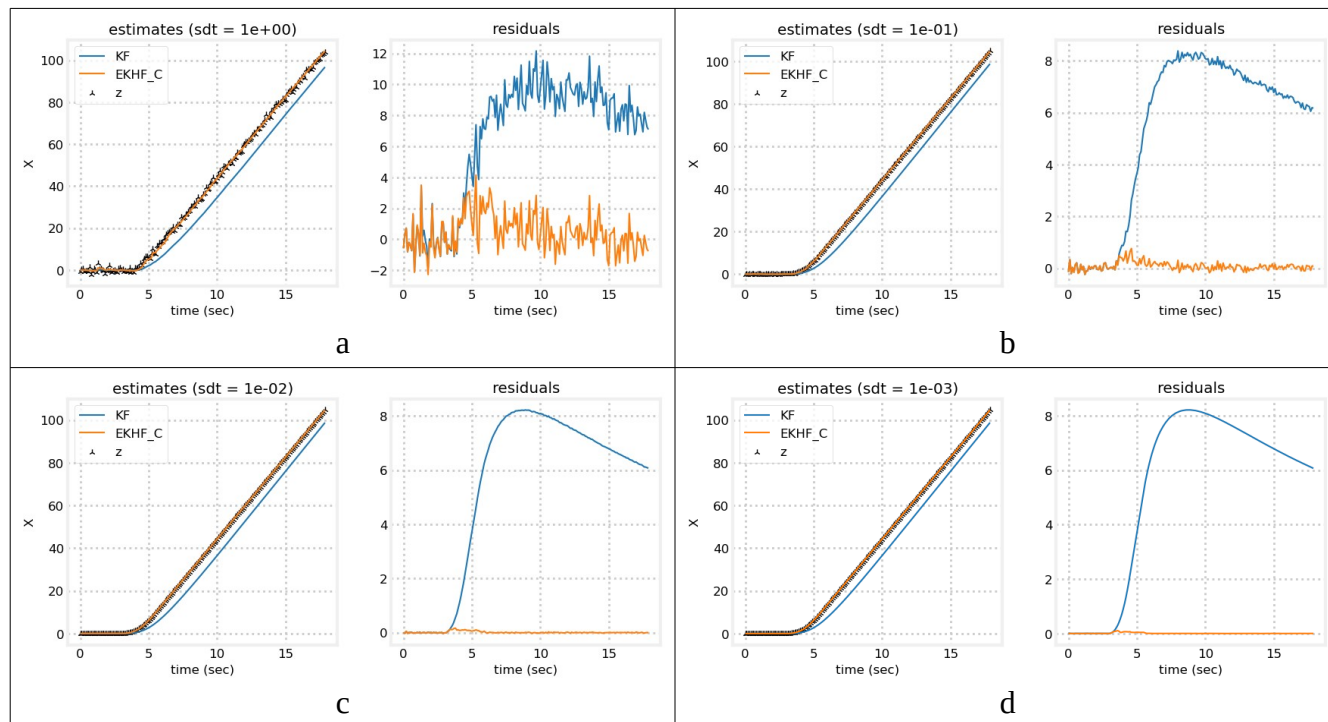 estimates (sdt = 1e+00)
residuals
KF
EKHF_C
z
X
100
80
60
40
20
0
0 5 10 15
time (sec)
12
10
8
6
4
2
0
−2
0 5 10 15
time (sec)
a
estimates (sdt = 1e-01)
residuals
KF
EKHF_C
z
X
100
80
60
40
20
0
0 5 10 15
time (sec)
8
6
4
2
0
0 5 10 15
time (sec)
b
estimates (sdt = 1e-02)
residuals
KF
EKHF_C
z
X
100
80
60
40
20
0
0 5 10 15
time (sec)
8
6
4
2
0
0 5 10 15
time (sec)
c
estimates (sdt = 1e-03)
residuals
KF
EKHF_C
z
X
100
80
60
40
20
0
0 5 10 15
time (sec)
8
6
4
2
0
0 5 10 15
time (sec)
d